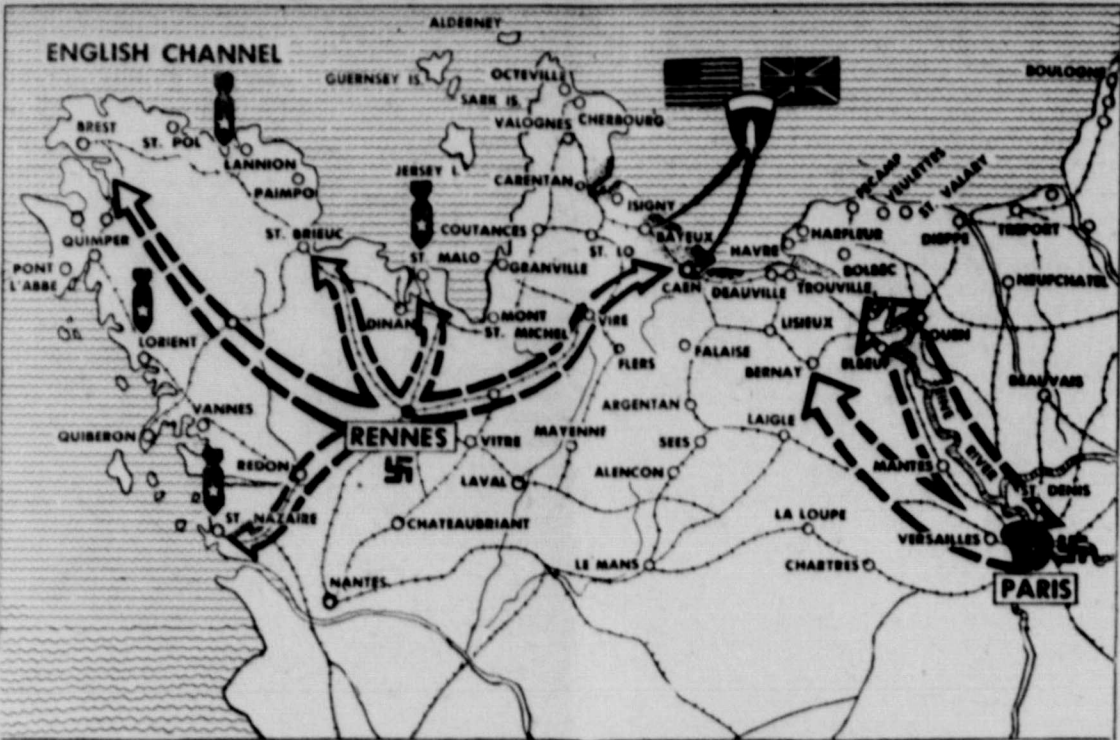 ALDERNEY
ENGLISH CHANNEL
GUERNSEY IS.
OCTEVILLE
BOULOGNE
SARK IS.
VALOGNES
CHERBOURG
BREST
ST. POL
LANNION
PAIMPO
JERSEY I.
CARENTAN
ISIGNY
FECAMP
VEULETTES
ST. VALARY
QUIMPER
ST. BRIEUC
COUTANCES
ST. LO
BAYEUX
HAVRE
HARFLEUR
DIEPPE
TREPORT
PONT
L'ABBE
ST. MALO
GRANVILLE
CAEN
DEAUVILLE
TROUVILLE
BOLBEC
NEUFCHATEL
LORIENT
DINAN
MONT
ST. MICHEL
VIRE
LISIEUX
ROUEN
FLERS
FALAISE
BERNAY
ELBEUF
BEAUVAIS
VANNES
QUIBERON
RENNES
VITRE
MAYENNE
ARGENTAN
LAIGLE
SEES
REDON
LAVAL
ALENCON
MANTES
RIVER
ST. DENIS
ST. NAZAIRE
CHATEAUBRIANT
LA LOUPE
VERSAILLES
NANTES
LE MANS
CHARTRES
PARIS